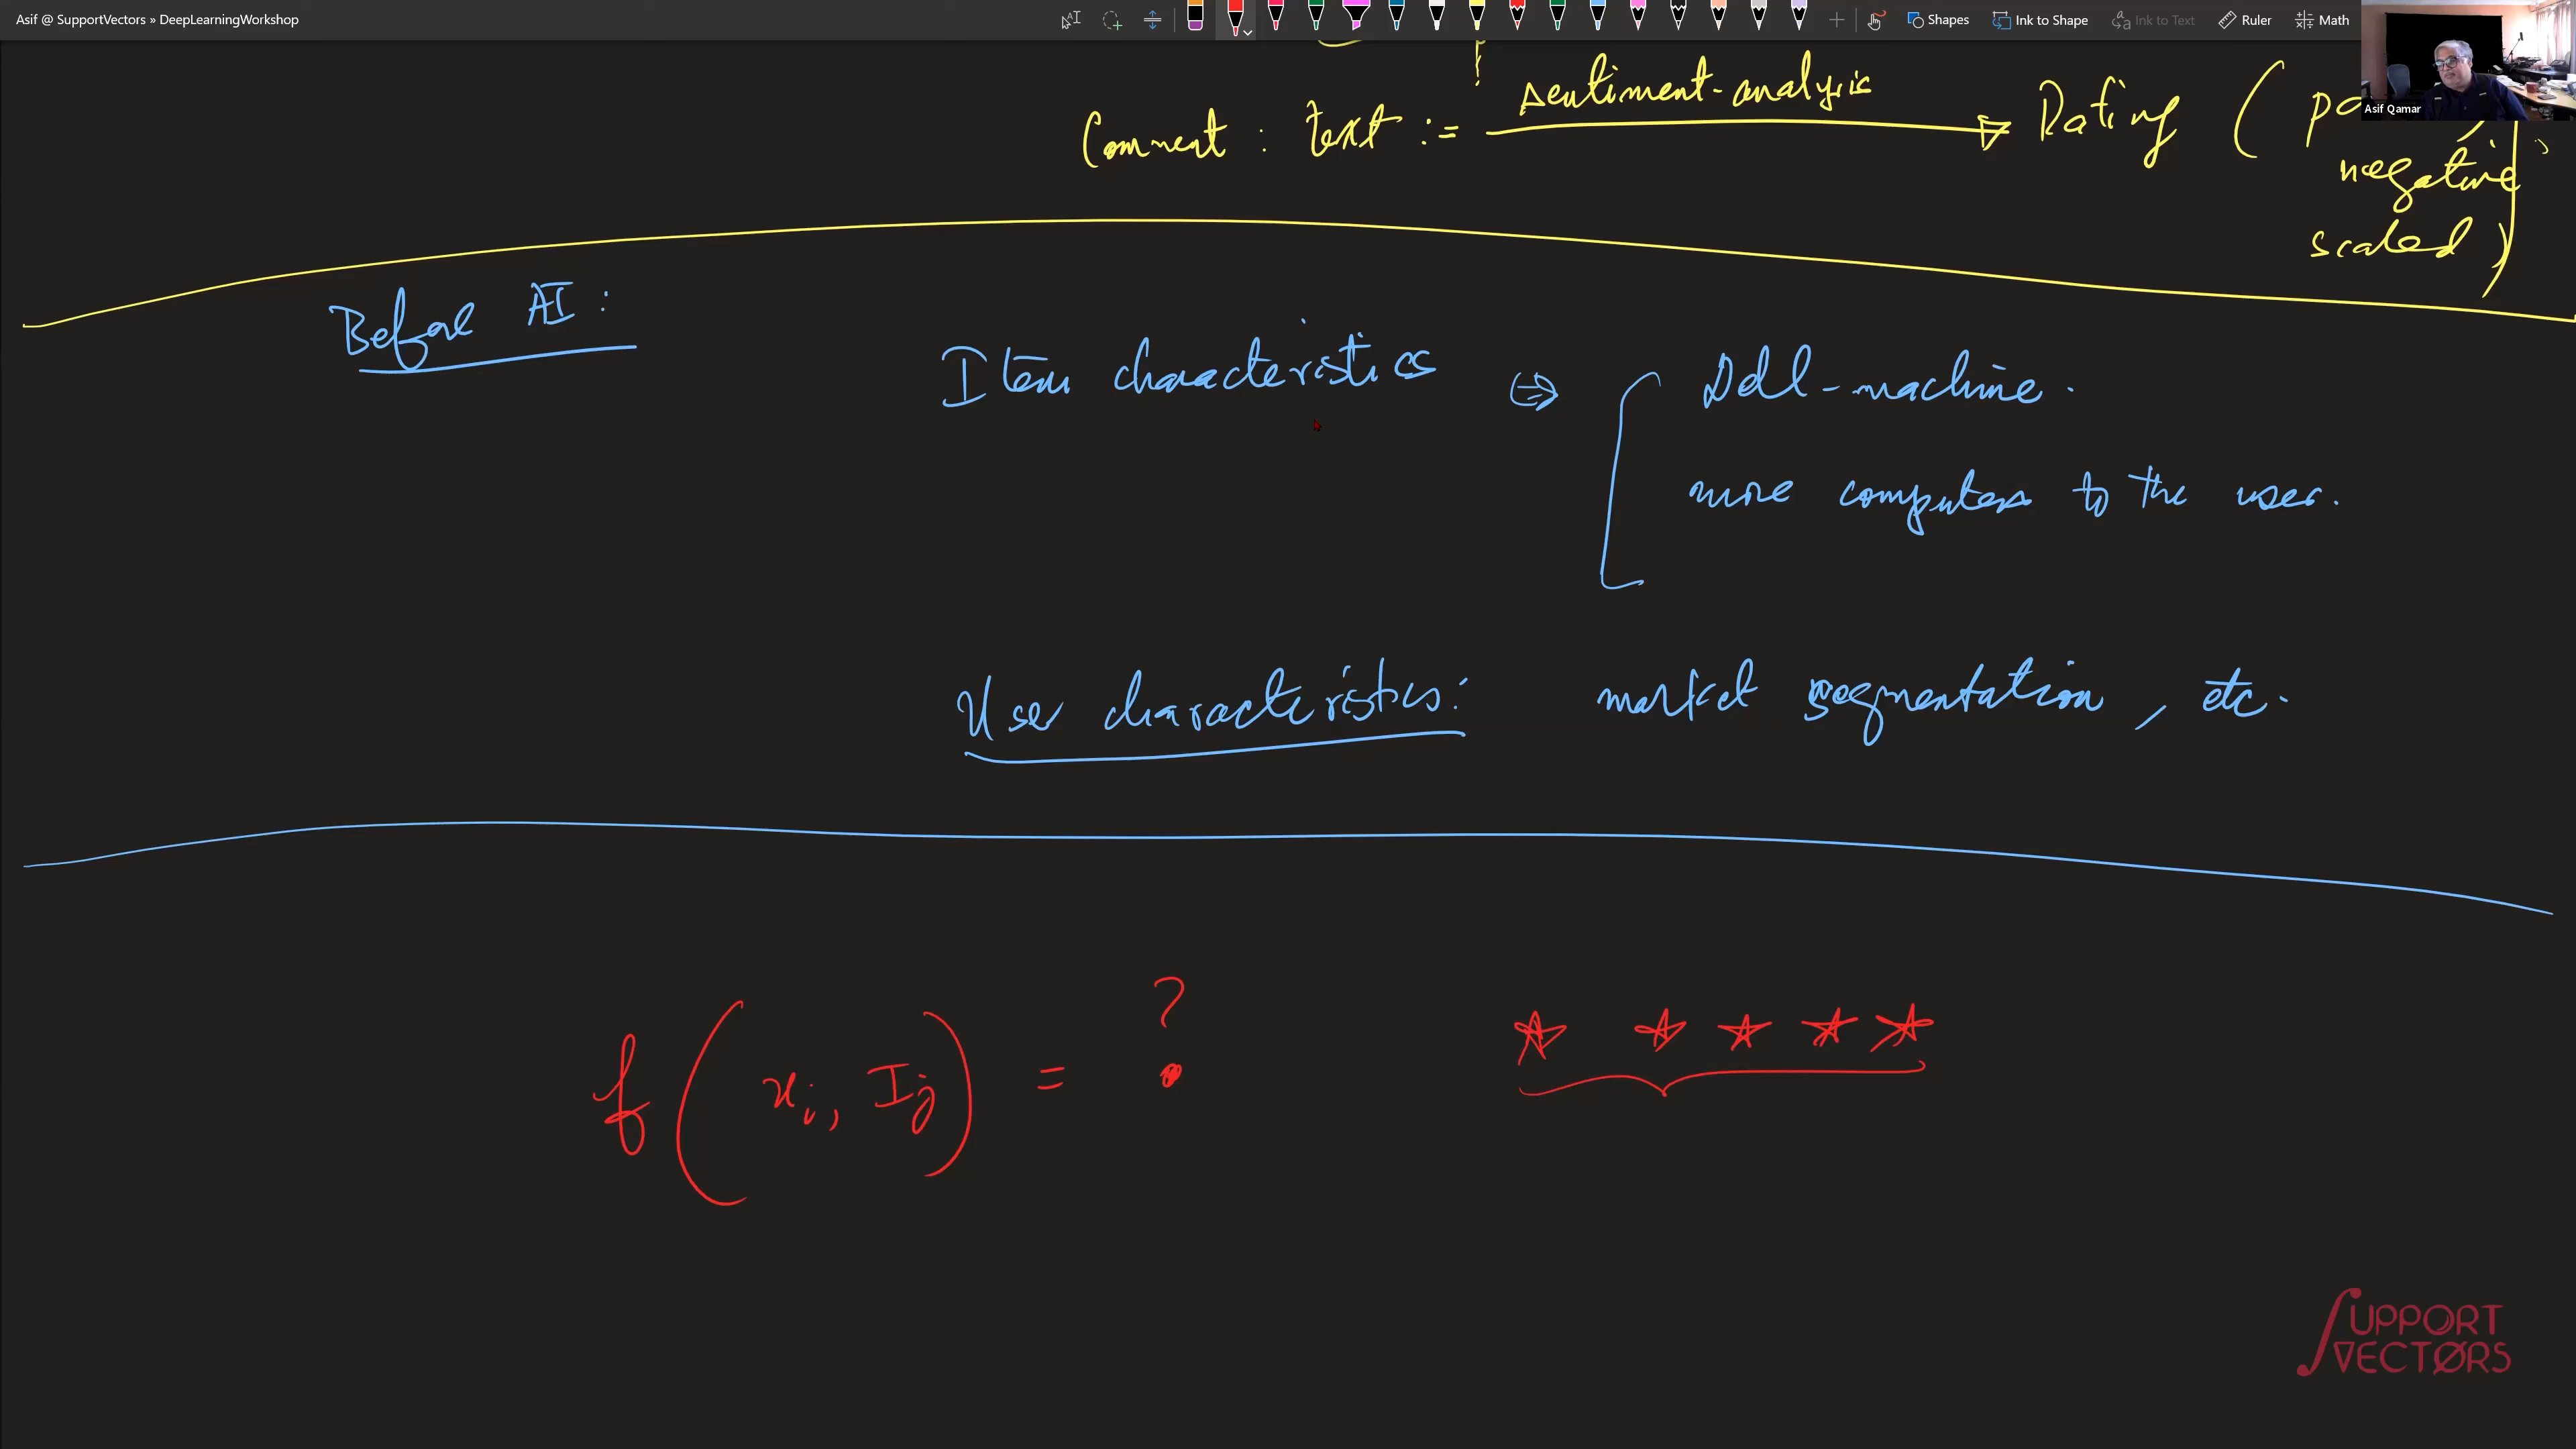 Asif @ SupportVectors » DeepLearningWorkshop
Shapes Ink to Shape Ink to Text Ruler Math
Asif Qamar
sentiment-analysis
Comment : text := Rating (
negative
scaled)
Before AI :
Item characteristics Dell-machine.
more computers to the user.
User characteristics: market segmentation, etc.
f(xi, Ij) = ?
SUPPORT
VECTORS